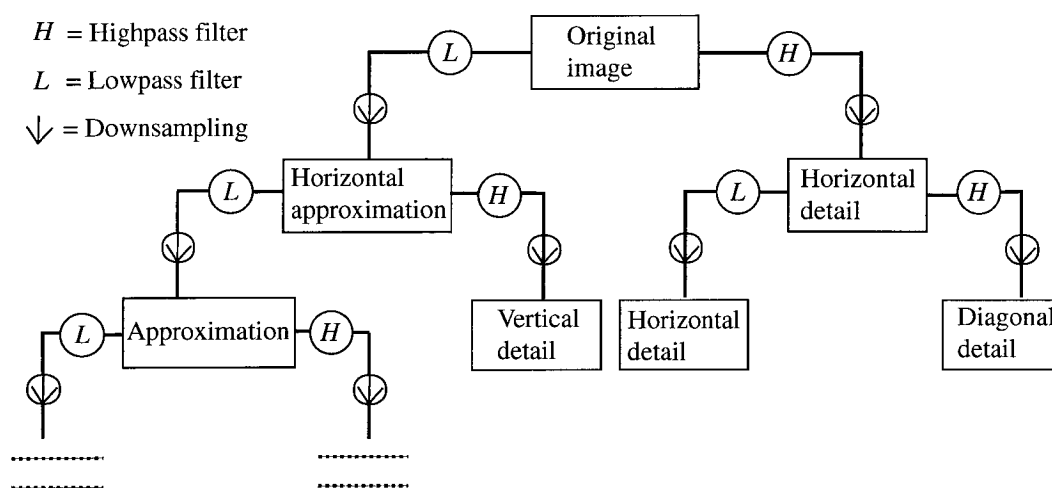 H = Highpass filter
L = Lowpass filter
= Downsampling
L
Original
image
H
L
Horizontal
approximation
H
L
Horizontal
detail
H
L
Approximation
H
Vertical
detail
Horizontal
detail
Diagonal
detail